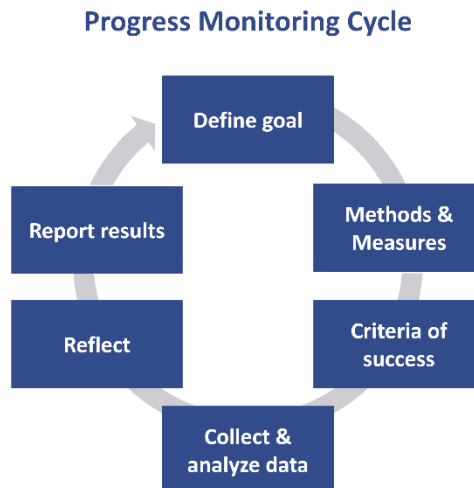 Progress Monitoring Cycle
Define goal
Methods &
Measures
Criteria of
success
Collect &
analyze data
Reflect
Report results